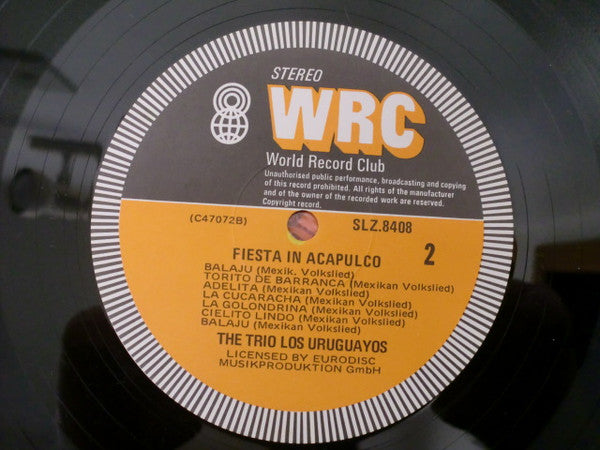 STEREO
WRC
World Record Club
Unauthorised public performance, broadcasting and copying
of this record prohibited. All rights of the manufacturer
and of the owner of the recorded work are reserved.
Copyright record.
(C47072B)
SLZ.8408
FIESTA IN ACAPULCO
2
BALAJU (Mexik. Volkslied)
TORITO DE BARRANCA (Mexikan Volkslied)
ADELITA (Mexikan Volkslied)
LA CUCARACHA (Mexikan Volkslied)
LA GOLONDRINA (Mexikan Volkslied)
CIELITO LINDO (Mexikan Volkslied)
BALAJU (Mexikan Volkslied)
THE TRIO LOS URUGUAYOS
LICENSED BY EURODISC
MUSIKPRODUKTION GmbH